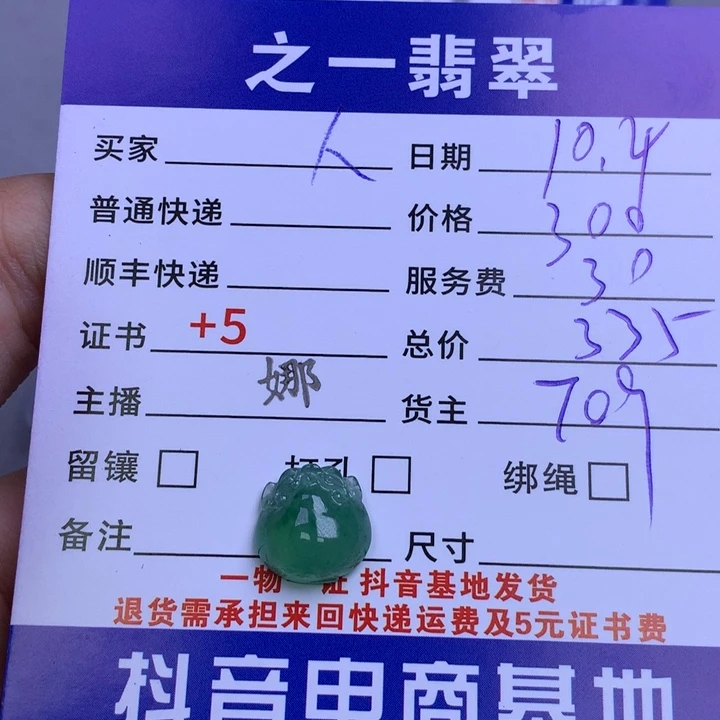 之一翡翠
买家 人 日期 10.4
普通快递 价格 300
顺丰快递 服务费 30
证书 +5 总价 335
主播 娜 货主 709
留镶 打孔 绑绳
备注 尺寸
一物一证 抖音基地发货
退货需承担来回快递运费及5元证书费
抖音电商基地